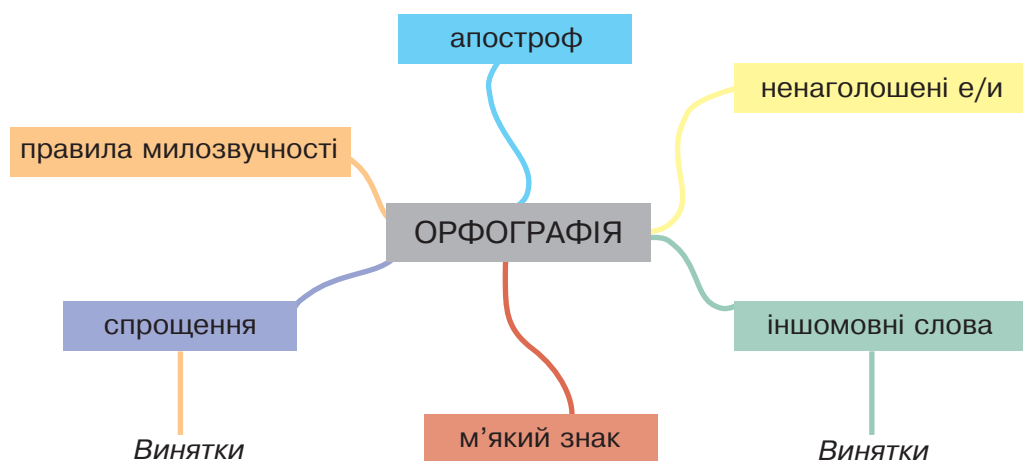 апостроф
ненаголошені е/и
правила милозвучності
ОРФОГРАФІЯ
спрощення
іншомовні слова
м’який знак
Винятки
Винятки